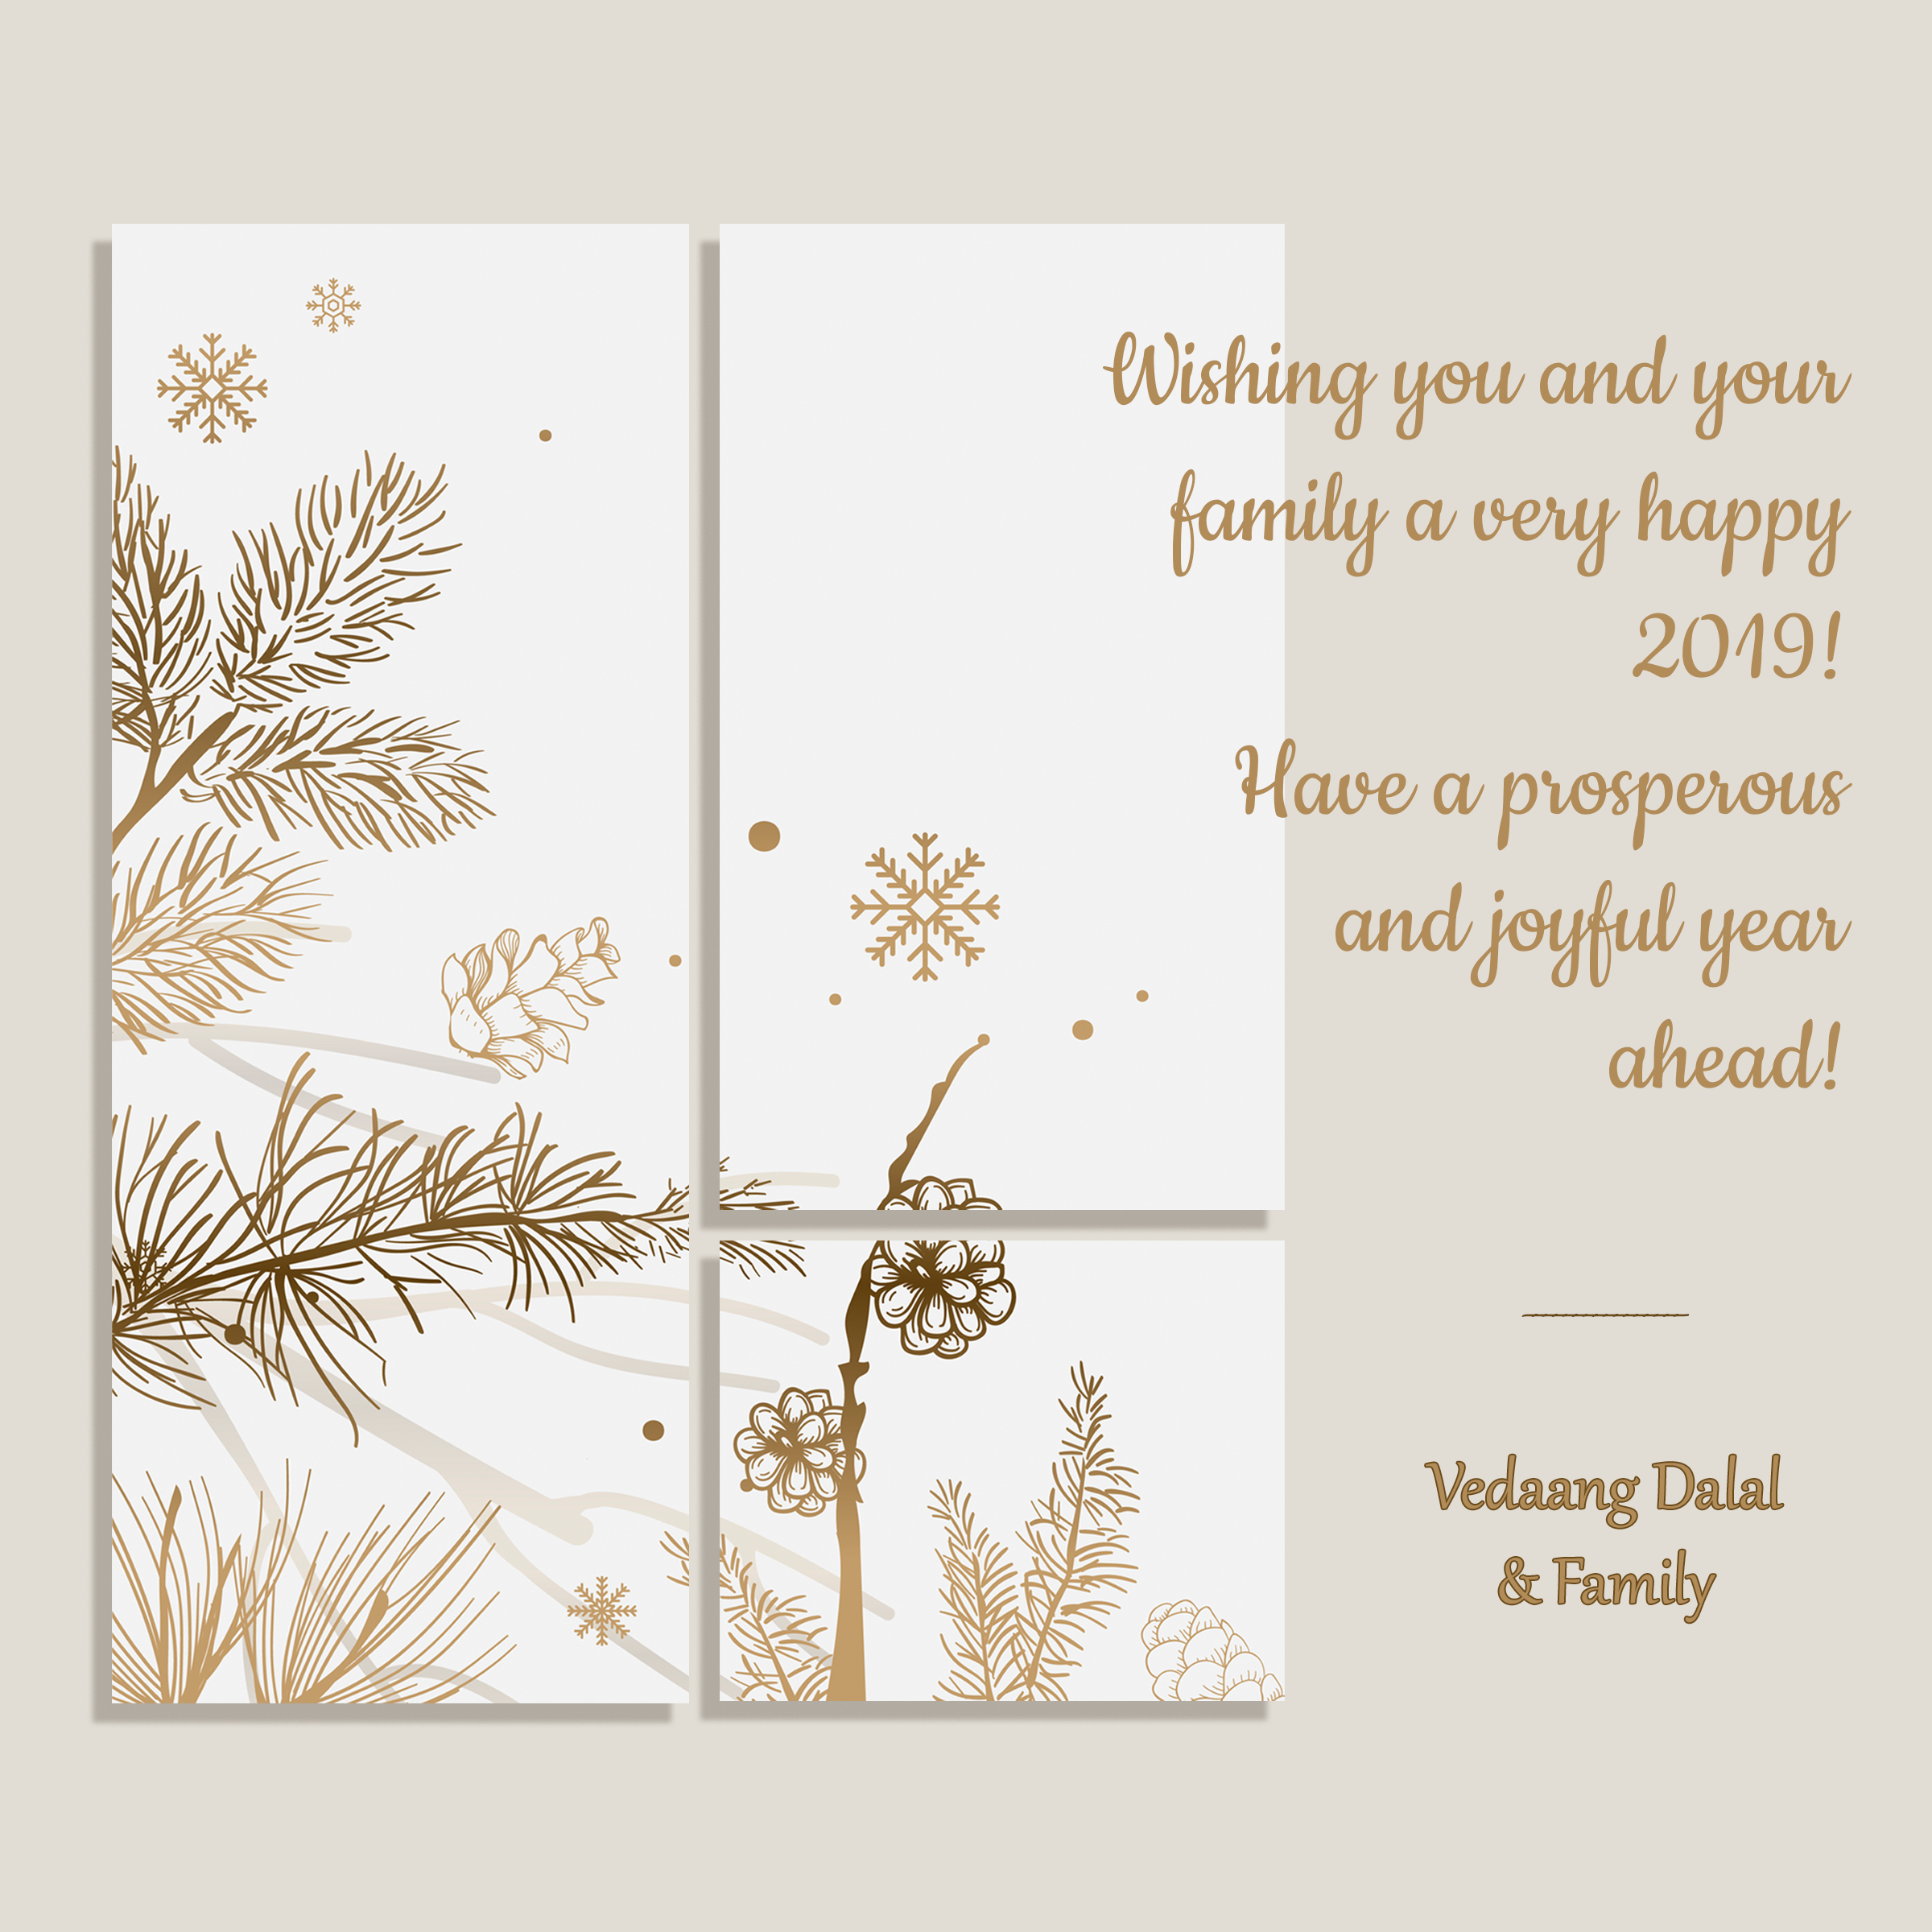 Wishing you and your
family a very happy
2019!
Have a prosperous
and joyful year
ahead!
Vedaang Dalal
& Family